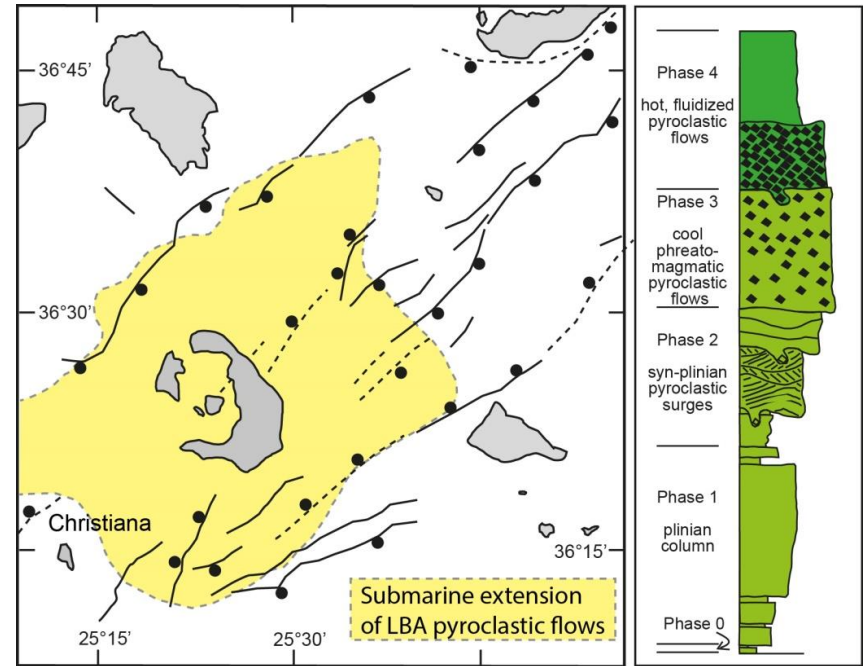 36°45'
36°30'
Christiana
36°15'
25°15'
25°30'
Submarine extension
of LBA pyroclastic flows
Phase 4
hot, fluidized
pyroclastic
flows
Phase 3
cool
phreato-
magmatic
pyroclastic
flows
Phase 2
syn-plinian
pyroclastic
surges
Phase 1
plinian
column
Phase 0